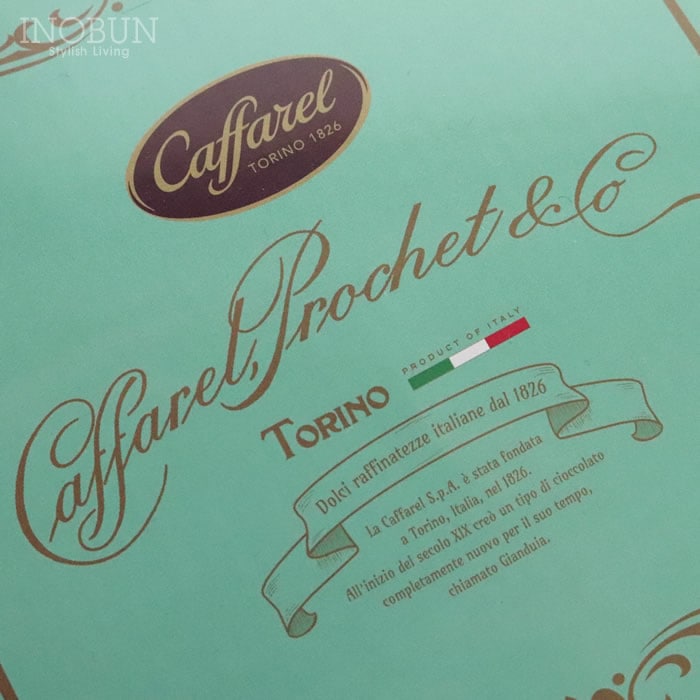 INOBUN
Stylish Living
Caffarel
TORINO 1826
Caffarel, Prochet & Co
PRODUCT OF ITALY
TORINO
Dolci raffinatezze italiane dal 1826
La Caffarel S.p.A. è stata fondata
a Torino, Italia, nel 1826.
All'inizio del secolo XIX creò un tipo di cioccolato
completamente nuovo per il suo tempo,
chiamato Gianduia.